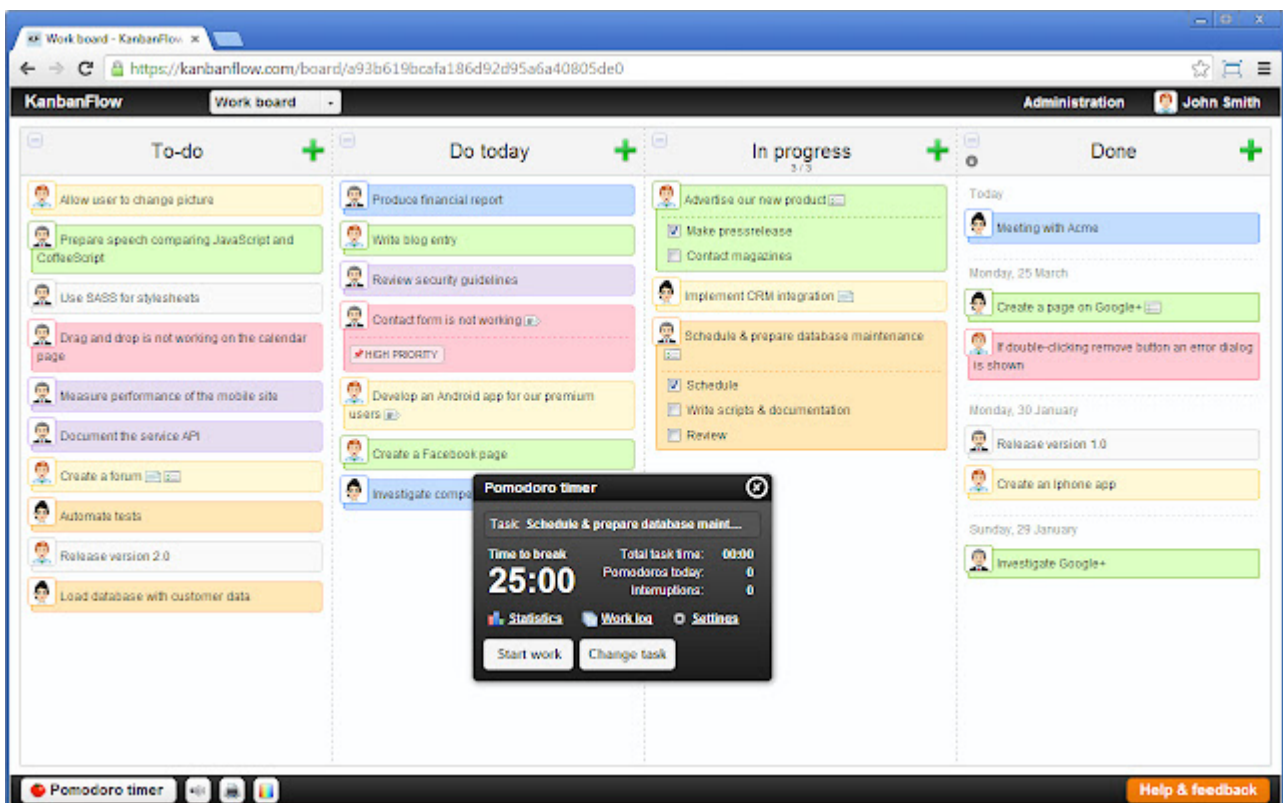 Work board - KanbanFlow
https://kanbanflow.com/board/a93b619bcafa186d92d95a6a40805de0
KanbanFlow
Work board
Administration
John Smith
To-do
Allow user to change picture
Prepare speech comparing JavaScript and
CoffeeScript
Use SASS for stylesheets
Drag and drop is not working on the calendar
page
Measure performance of the mobile site
Document the service API
Create a forum
Automate tests
Release version 2.0
Load database with customer data
Do today
Produce financial report
Write blog entry
Review security guidelines
Contact form is not working
HIGH PRIORITY
Develop an Android app for our premium
users
Create a Facebook page
Investigate compe
In progress
3 / 3
Advertise our new product
Make pressrelease
Contact magazines
Implement CRM integration
Schedule & prepare database maintenance
Schedule
Write scripts & documentation
Review
Done
Today
Meeting with Acme
Monday, 25 March
Create a page on Google+
If double-clicking remove button an error dialog
is shown
Monday, 30 January
Release version 1.0
Create an Iphone app
Sunday, 29 January
Investigate Google+
Pomodoro timer
Task: Schedule & prepare database maint....
Time to break
25:00
Total task time: 00:00
Pomodoros today: 0
Interruptions: 0
Statistics
Work log
Settings
Start work
Change task
Pomodoro timer
Help & feedback